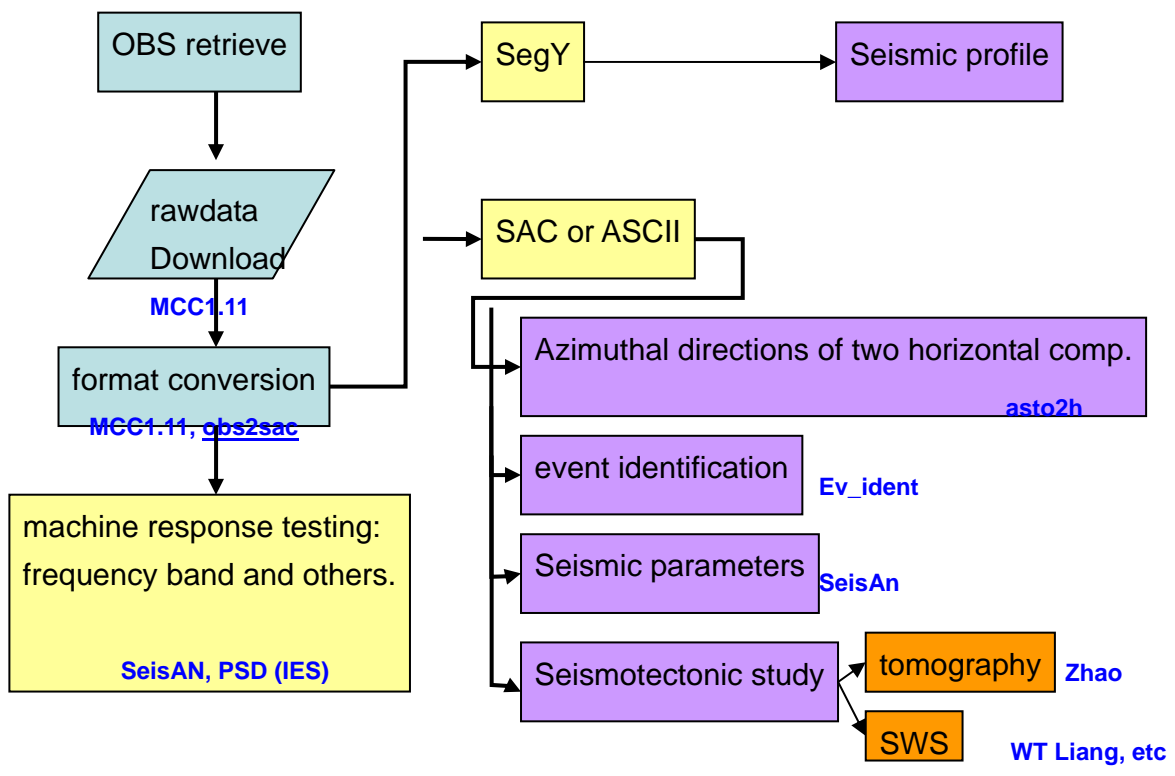 OBS retrieve
rawdata
Download
MCC1.11
format conversion
MCC1.11, obs2sac
machine response testing:
frequency band and others.
SeisAN, PSD (IES)
SegY
Seismic profile
SAC or ASCII
Azimuthal directions of two horizontal comp.
asto2h
event identification
Ev_ident
Seismic parameters
SeisAn
Seismotectonic study
tomography
Zhao
SWS
WT Liang, etc